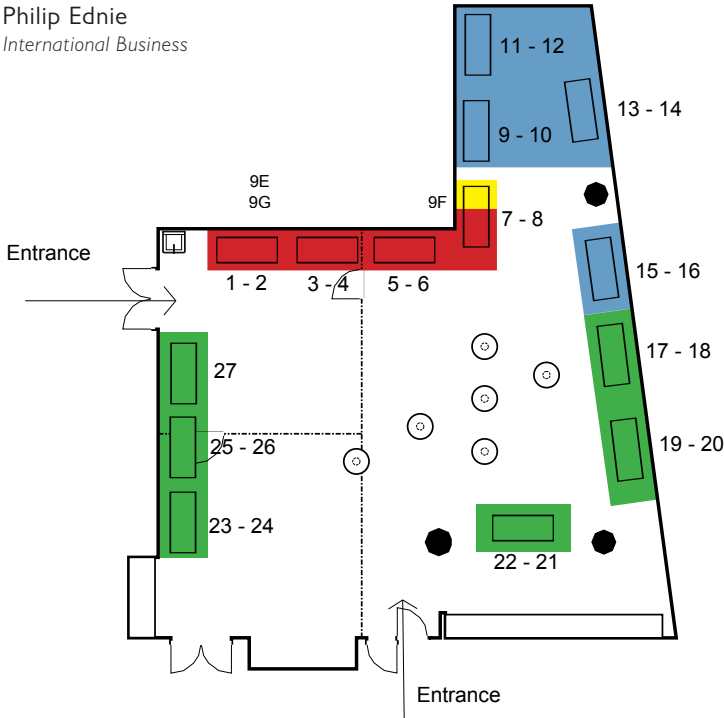 Philip Ednie
International Business
11 - 12
13 - 14
9 - 10
9E
9G
9F
7 - 8
Entrance
1 - 2
3 - 4
5 - 6
15 - 16
17 - 18
27
25 - 26
19 - 20
23 - 24
22 - 21
Entrance